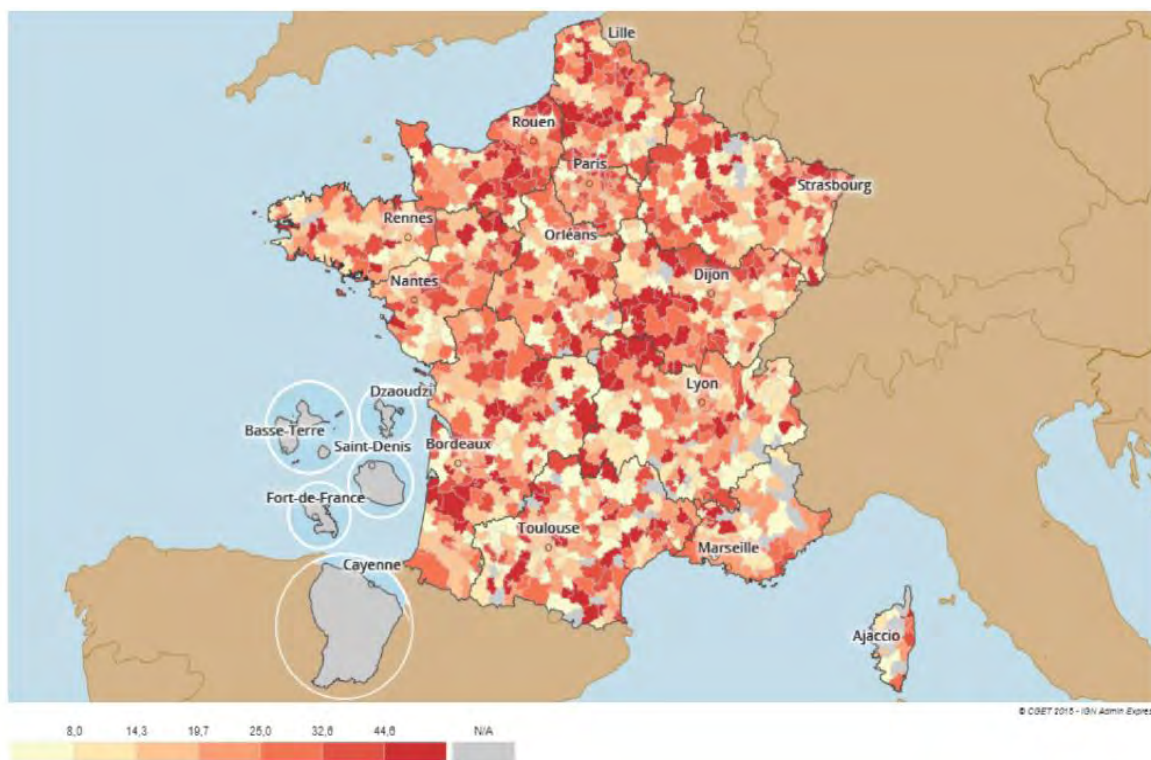 Lille
Rouen
Paris
Strasbourg
Rennes
Orléans
Nantes
Dijon
Dzaoudzi
Lyon
Basse-Terre
Saint-Denis
Bordeaux
Fort-de-France
Toulouse
Marseille
Cayenne
Ajaccio
© CGET 2015 - IGN Admin Express
8,0 14,3 19,7 25,0 32,6 44,6 N/A